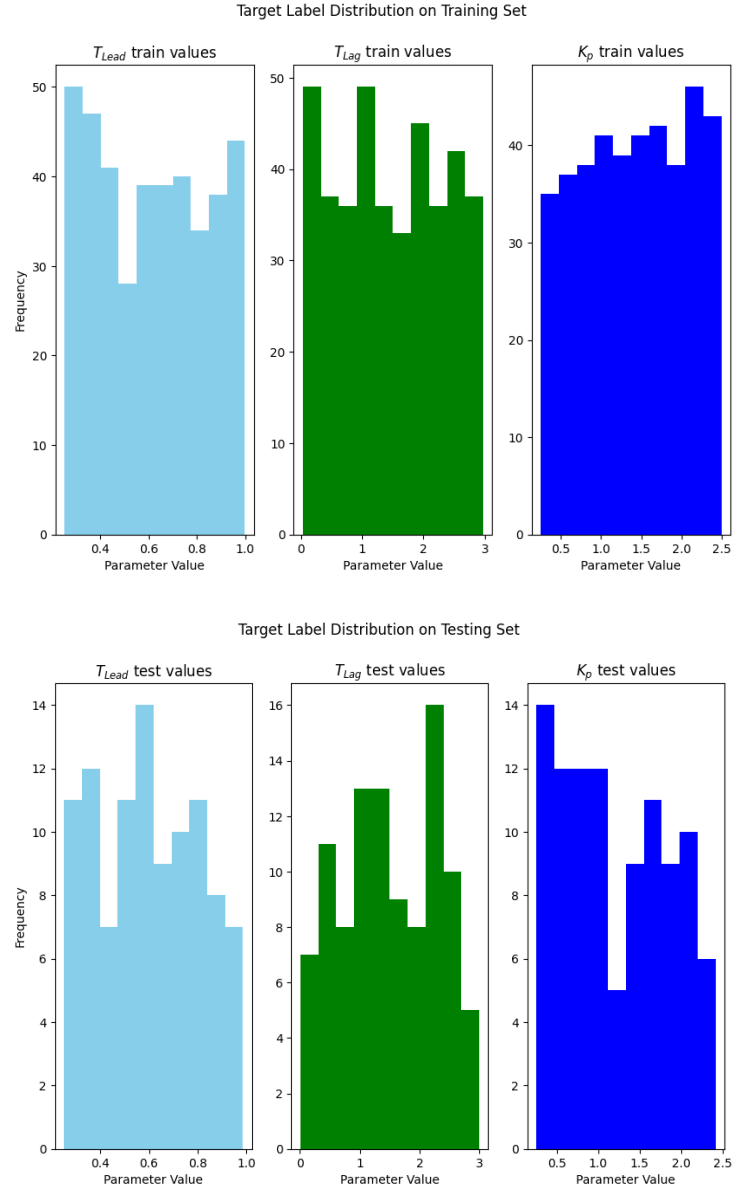 Target Label Distribution on Training Set
T_Lead train values
T_Lag train values
K_p train values
Frequency
50
40
30
20
10
0
0.4 0.6 0.8 1.0
Parameter Value
50
40
30
20
10
0
0 1 2 3
Parameter Value
40
30
20
10
0
0.5 1.0 1.5 2.0 2.5
Parameter Value
Target Label Distribution on Testing Set
T_Lead test values
T_Lag test values
K_p test values
Frequency
14
12
10
8
6
4
2
0
0.4 0.6 0.8 1.0
Parameter Value
16
14
12
10
8
6
4
2
0
0 1 2 3
Parameter Value
14
12
10
8
6
4
2
0
0.5 1.0 1.5 2.0 2.5
Parameter Value